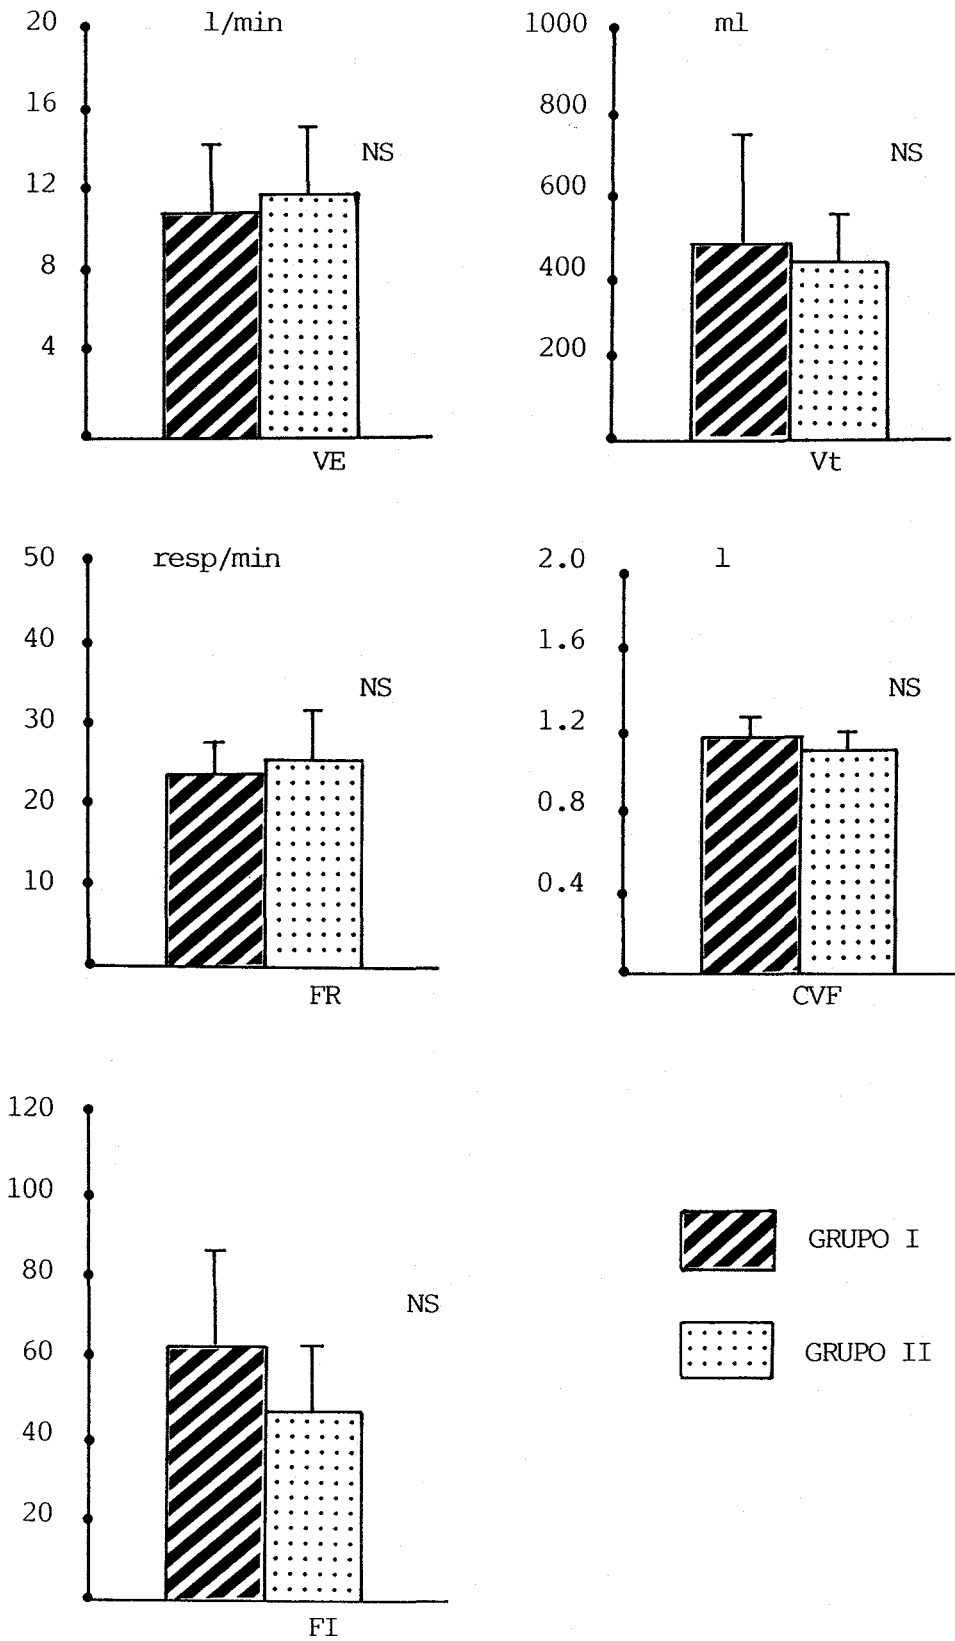 20 l/min
16
12 NS
8
4
VE
1000 ml
800
NS
600
400
200
Vt
50 resp/min
40
NS
30
20
10
FR
2.0 l
1.6
NS
1.2
0.8
0.4
CVF
120
100
80
NS
60
40
20
FI
GRUPO I
GRUPO II